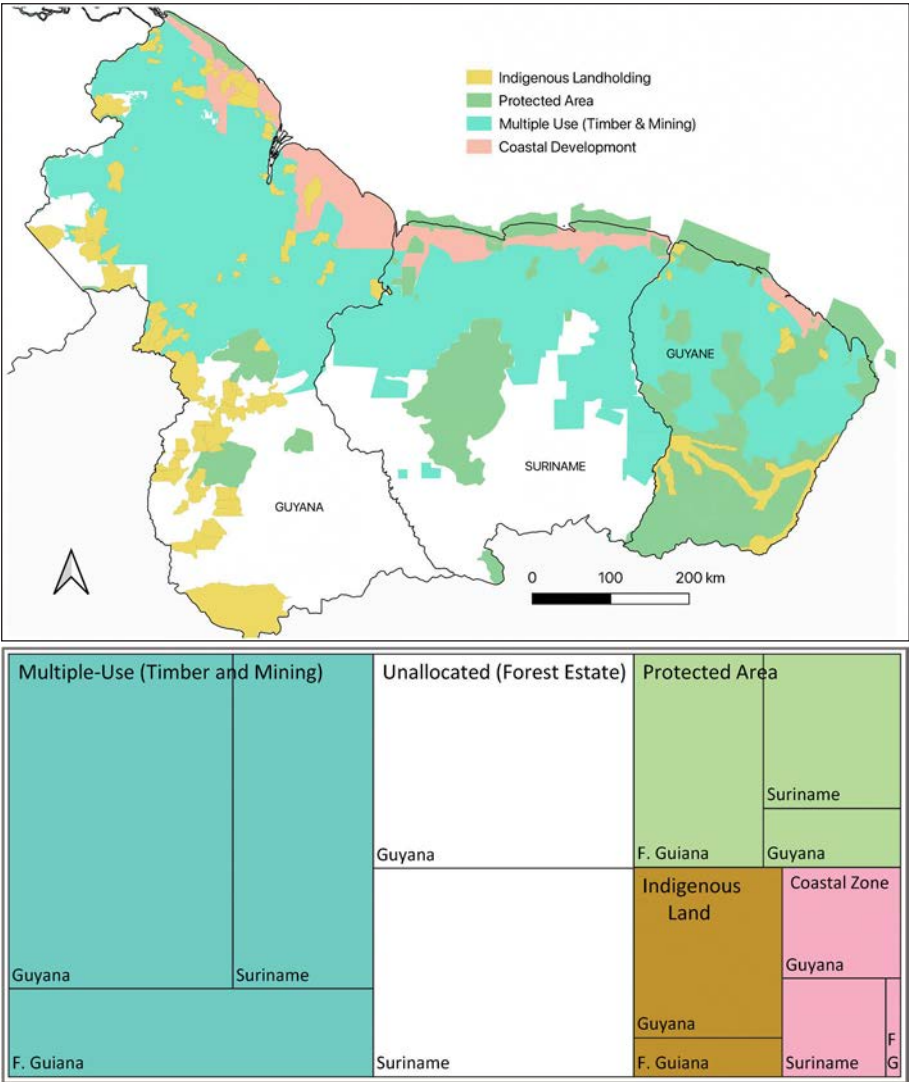 Indigenous Landholding
Protected Area
Multiple Use (Timber & Mining)
Coastal Development
GUYANE
SURINAME
GUYANA
0 100 200 km
Multiple-Use (Timber and Mining)
Guyana
Suriname
F. Guiana
Unallocated (Forest Estate)
Guyana
Suriname
Protected Area
F. Guiana
Suriname
Guyana
Indigenous
Land
Guyana
F. Guiana
Coastal Zone
Guyana
Suriname
F
G